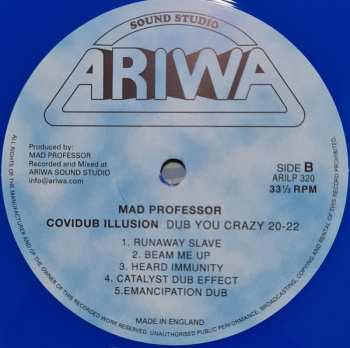 SOUND STUDIO
ARIWA
Produced by:
MAD PROFESSOR
Recorded and Mixed at
ARIWA SOUND STUDIO
info@ariwa.com
SIDE B
ARILP 320
33⅓ RPM
MAD PROFESSOR
COVIDUB ILLUSION DUB YOU CRAZY 20-22
1. RUNAWAY SLAVE
2. BEAM ME UP
3. HEARD IMMUNITY
4. CATALYST DUB EFFECT
5.EMANCIPATION DUB
MADE IN ENGLAND
ALL RIGHTS OF THE MANUFACTURER AND OF THE OWNER OF THIS RECORDED WORK RESERVED. UNAUTHORISED PUBLIC PERFORMANCE, BROADCASTING, COPYING AND RENTAL OF THIS RECORD PROHIBITED.